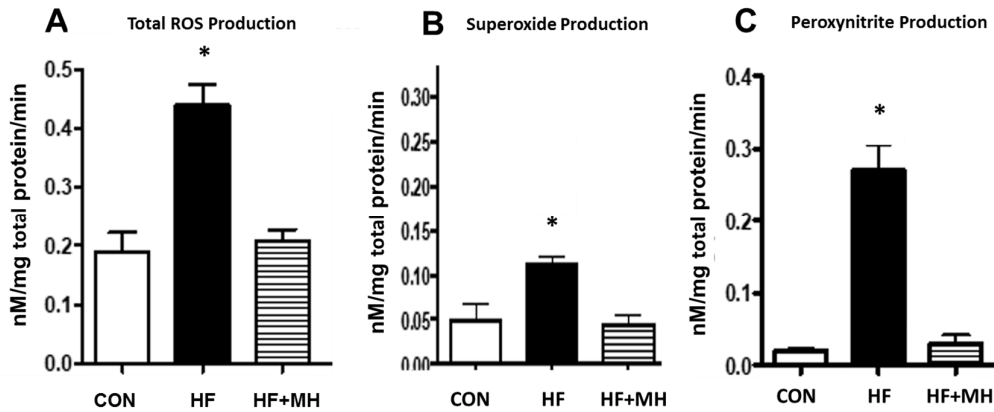 A
Total ROS Production
nM/mg total protein/min
0.5
0.4
0.3
0.2
0.1
0.0
*
CON HF HF+MH
B
Superoxide Production
nM/mg total protein/min
0.30
0.25
0.20
0.15
0.10
0.05
0.00
*
CON HF HF+MH
C
Peroxynitrite Production
nM/mg total protein/min
0.4
0.3
0.2
0.1
0.0
*
CON HF HF+MH